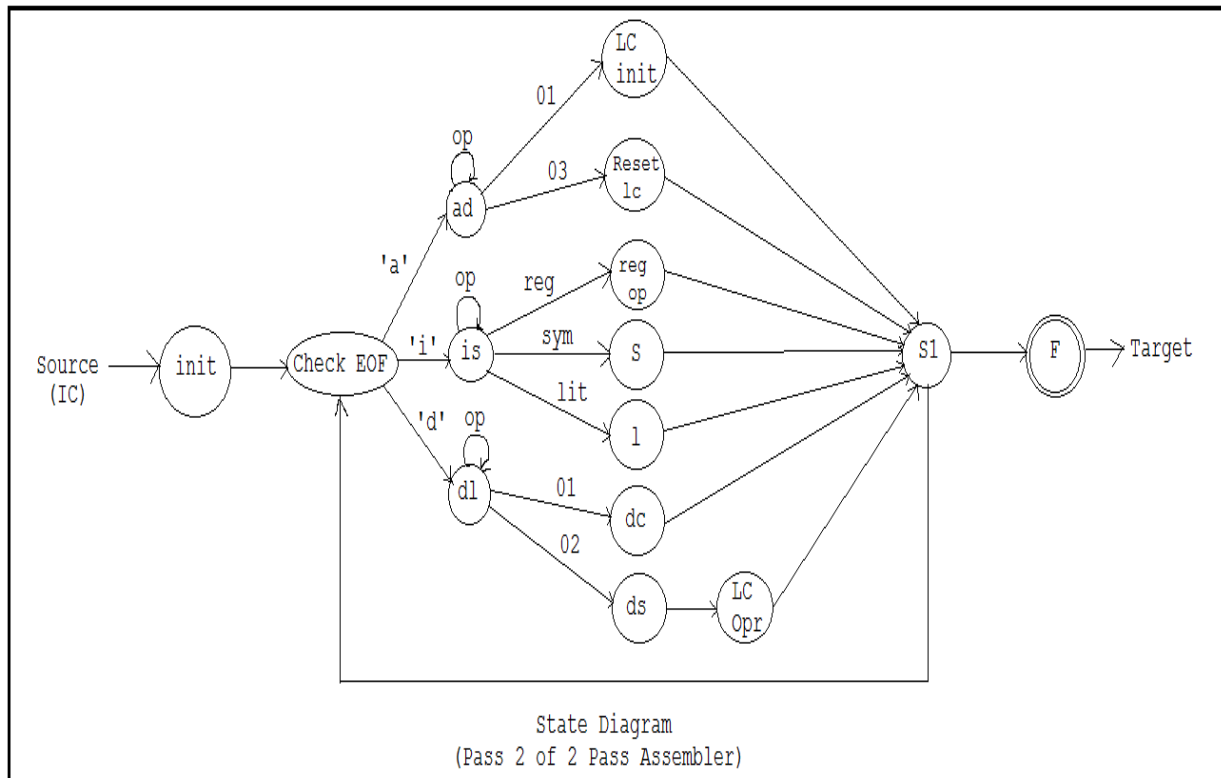 LC
init
01
op
03
Reset
lc
ad
'a'
op
reg
reg
op
Source
(IC)
init
Check EOF
'i'
is
sym
S
S1
F
Target
lit
'd'
op
l
dl
01
dc
02
ds
LC
Opr
State Diagram
(Pass 2 of 2 Pass Assembler)